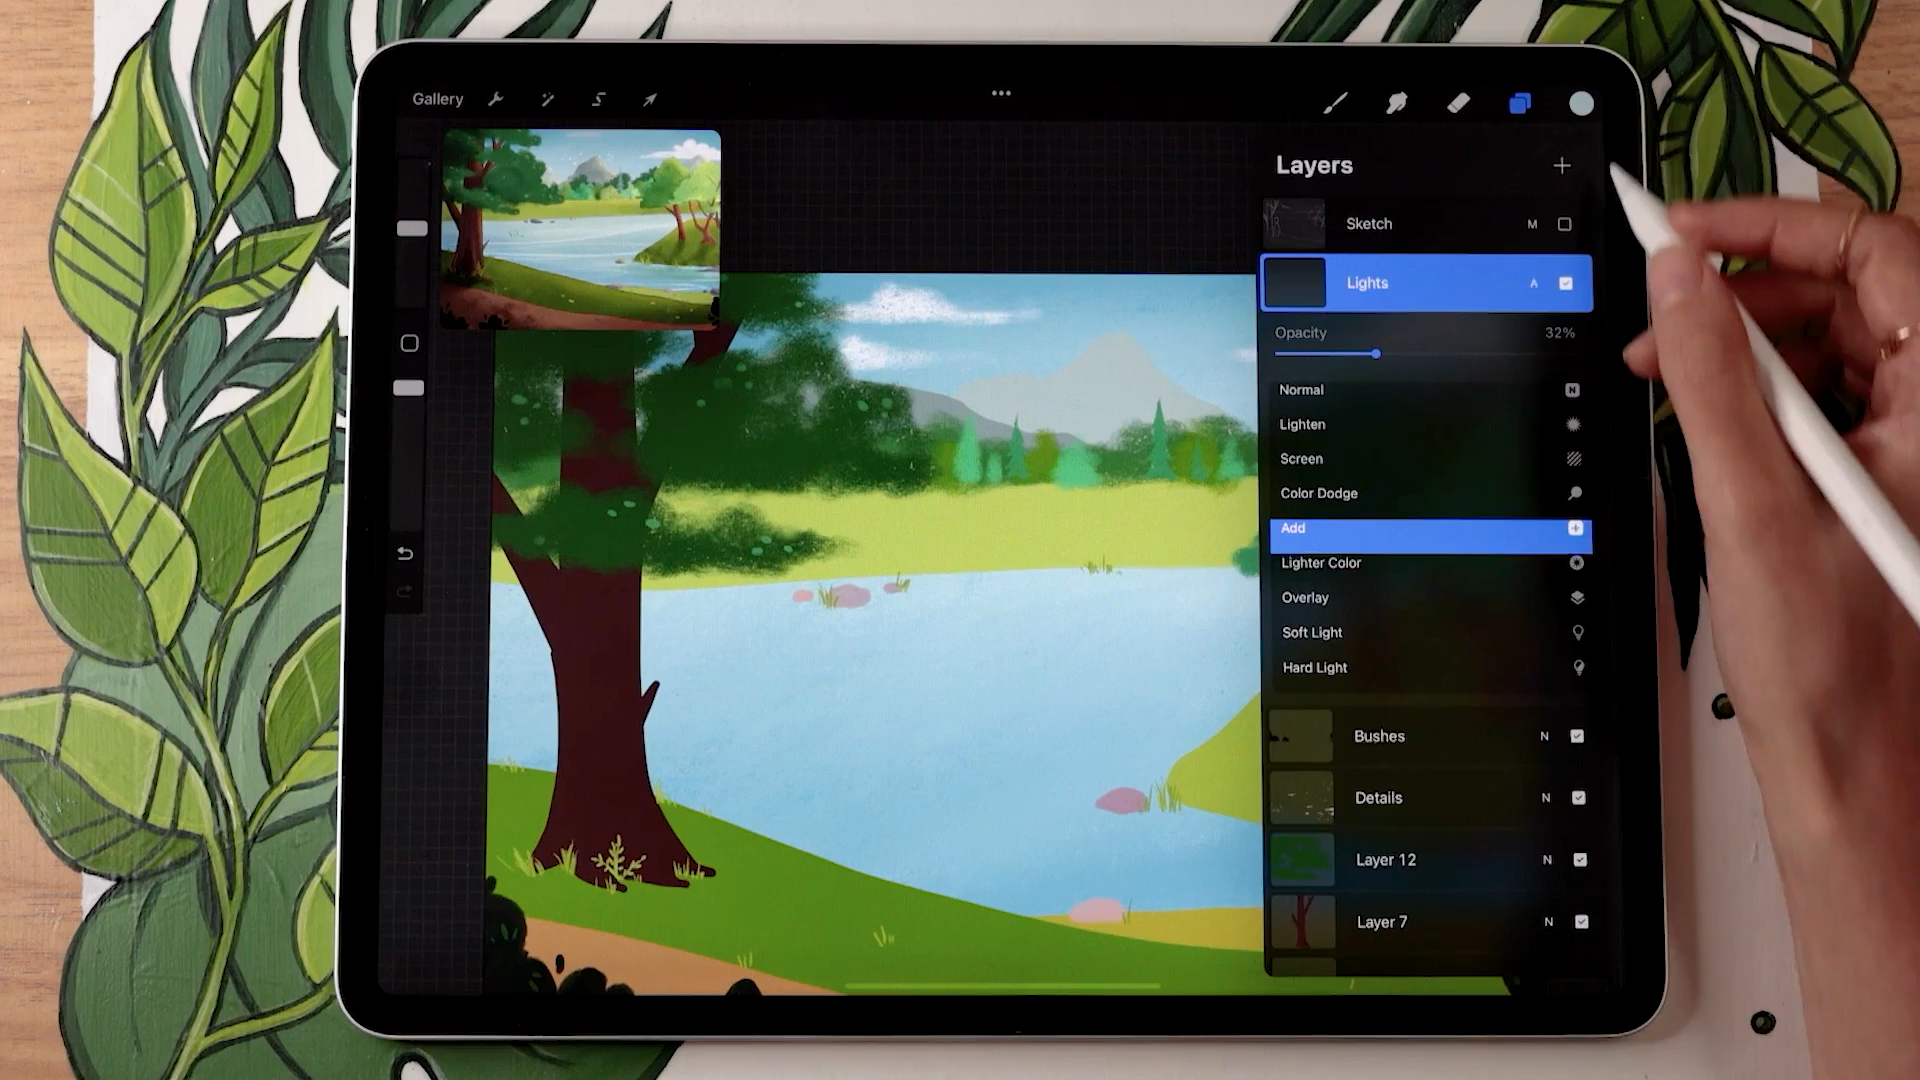 Gallery
Layers
Sketch M
Lights A
Opacity 32%
Normal N
Lighten
Screen
Color Dodge
Add
Lighter Color
Overlay
Soft Light
Hard Light
Bushes N
Details N
Layer 12 N
Layer 7 N